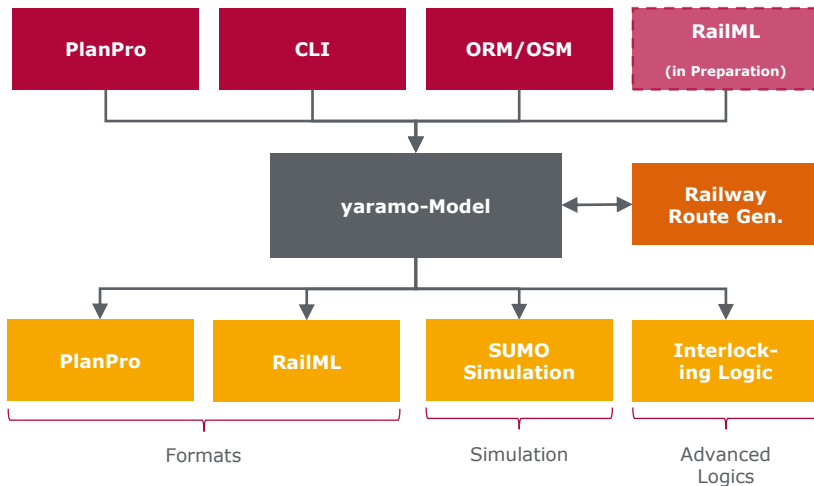 PlanPro
CLI
ORM/OSM
RailML
(in Preparation)
yaramo-Model
Railway
Route Gen.
PlanPro
RailML
SUMO
Simulation
Interlock-
ing Logic
Formats
Simulation
Advanced
Logics